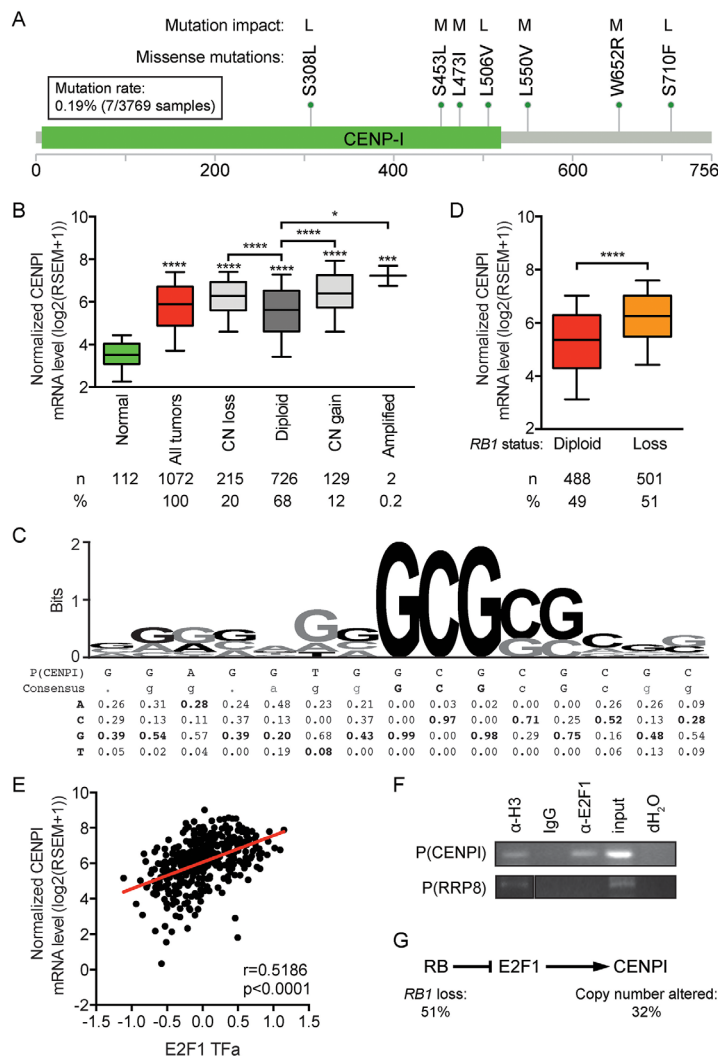 A
Mutation impact: L M M L M M L
Missense mutations: S308L S453L L473I L506V L550V W652R S710F
Mutation rate:
0.19% (7/3769 samples)
CENP-I
0 200 400 600 756
B
Normalized CENPI
mRNA level (log2(RSEM+1))
10
8
6
4
2
**** **** **** **** **** **** * ***
Normal All tumors CN loss Diploid CN gain Amplified
n 112 1072 215 726 129 2
% 100 20 68 12 0.2
D
Normalized CENPI
mRNA level (log2(RSEM+1))
10
8
6
4
2
****
RB1 status: Diploid Loss
n 488 501
% 49 51
C
Bits
2
1
0
GCGCG
P(CENPI) G G A G G T G G C G C G C G C
Consensus . g g . a g g G C G c G c g g
A 0.26 0.31 0.28 0.24 0.48 0.23 0.21 0.00 0.03 0.02 0.00 0.00 0.26 0.26 0.09
C 0.29 0.13 0.11 0.37 0.13 0.00 0.37 0.00 0.97 0.00 0.71 0.25 0.52 0.13 0.28
G 0.39 0.54 0.57 0.39 0.20 0.68 0.43 0.99 0.00 0.98 0.29 0.75 0.16 0.48 0.54
T 0.05 0.02 0.04 0.00 0.19 0.08 0.00 0.00 0.00 0.00 0.00 0.00 0.06 0.13 0.09
E
Normalized CENPI
mRNA level (log2(RSEM+1))
10
8
6
4
2
0
r=0.5186
p<0.0001
-1.5 -1.0 -0.5 0.0 0.5 1.0 1.5
E2F1 TFa
F
α-H3 IgG α-E2F1 input dH₂O
P(CENPI)
P(RRP8)
G
RB E2F1 CENPI
RB1 loss: Copy number altered:
51% 32%